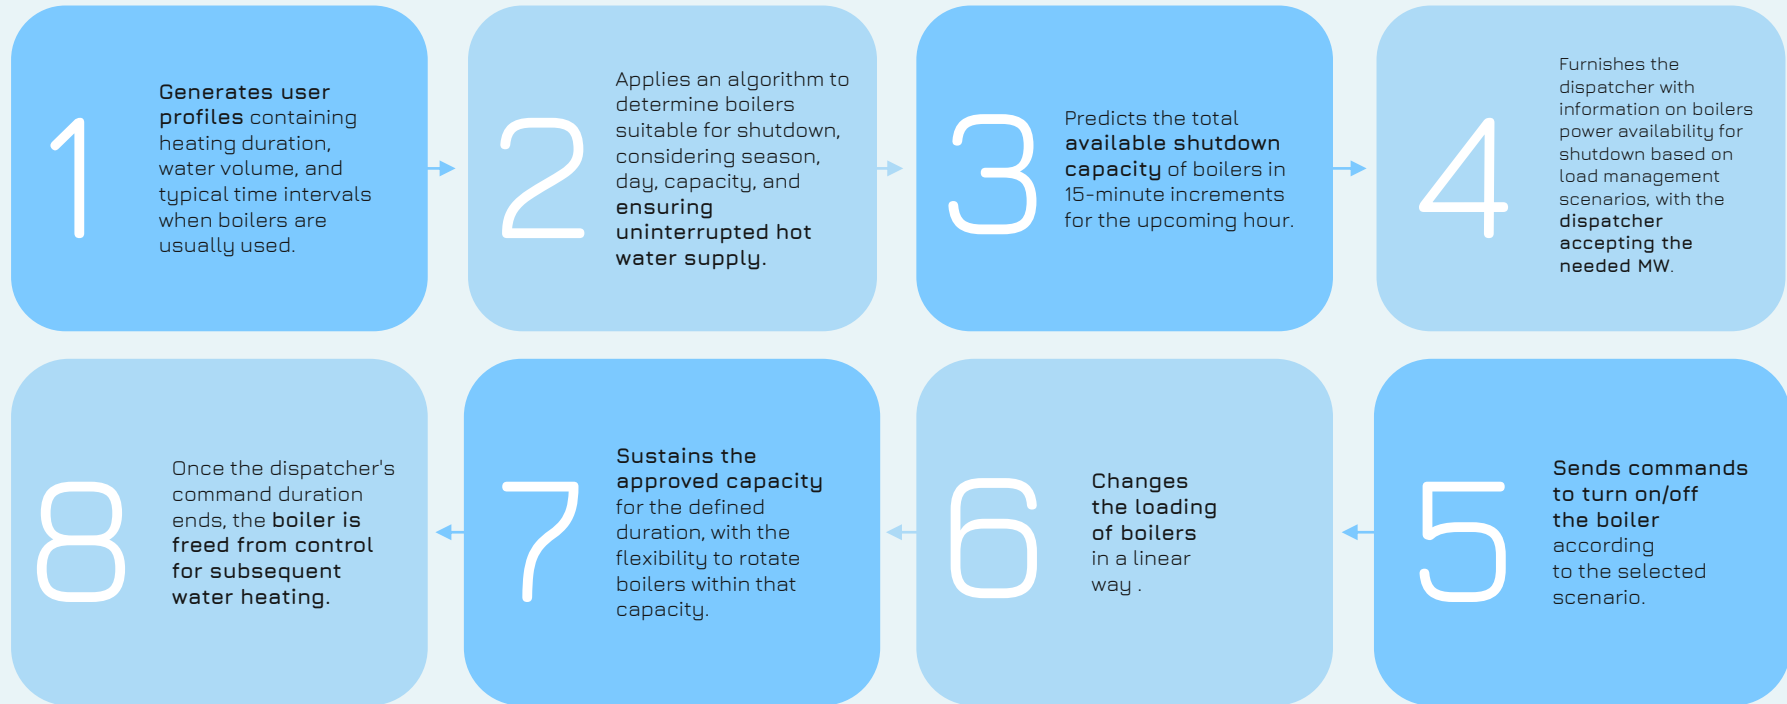 1
Generates user
profiles containing
heating duration,
water volume, and
typical time intervals
when boilers are
usually used.
2
Applies an algorithm to
determine boilers
suitable for shutdown,
considering season,
day, capacity, and
ensuring
uninterrupted hot
water supply.
3
Predicts the total
available shutdown
capacity of boilers in
15-minute increments
for the upcoming hour.
4
Furnishes the
dispatcher with
information on boilers
power availability for
shutdown based on
load management
scenarios, with the
dispatcher
accepting the
needed MW.
5
Sends commands
to turn on/off
the boiler
according
to the selected
scenario.
6
Changes
the loading
of boilers
in a linear
way .
7
Sustains the
approved capacity
for the defined
duration, with the
flexibility to rotate
boilers within that
capacity.
8
Once the dispatcher's
command duration
ends, the boiler is
freed from control
for subsequent
water heating.